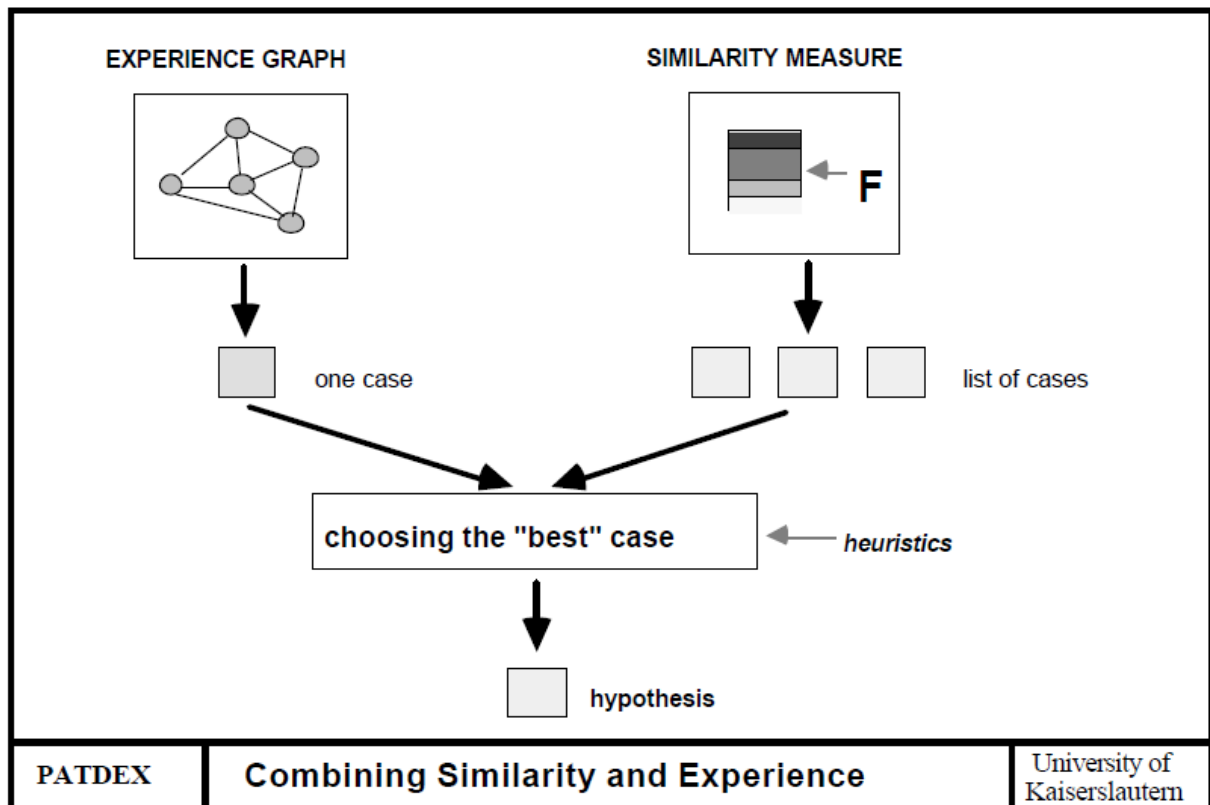 EXPERIENCE GRAPH
SIMILARITY MEASURE
F
one case
list of cases
choosing the "best" case
heuristics
hypothesis
PATDEX
Combining Similarity and Experience
University of
Kaiserslautern